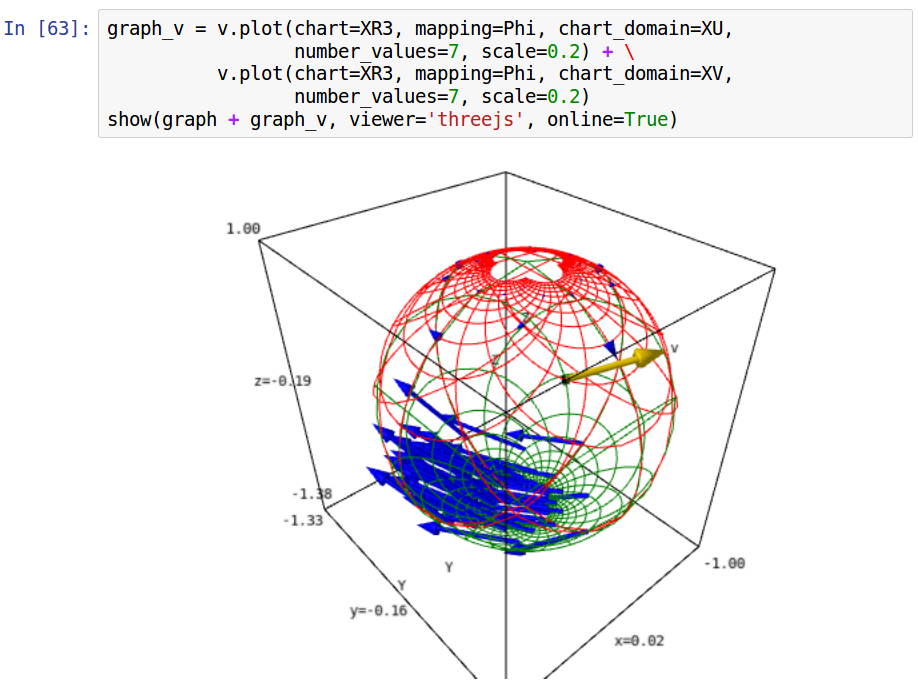 In [63]: graph_v = v.plot(chart=XR3, mapping=Phi, chart_domain=XU,
number_values=7, scale=0.2) + \
v.plot(chart=XR3, mapping=Phi, chart_domain=XV,
number_values=7, scale=0.2)
show(graph + graph_v, viewer='threejs', online=True)
1.00
Z
v
Z
z=-0.19
-1.38
-1.33
Y
-1.00
Y
y=-0.16
x=0.02